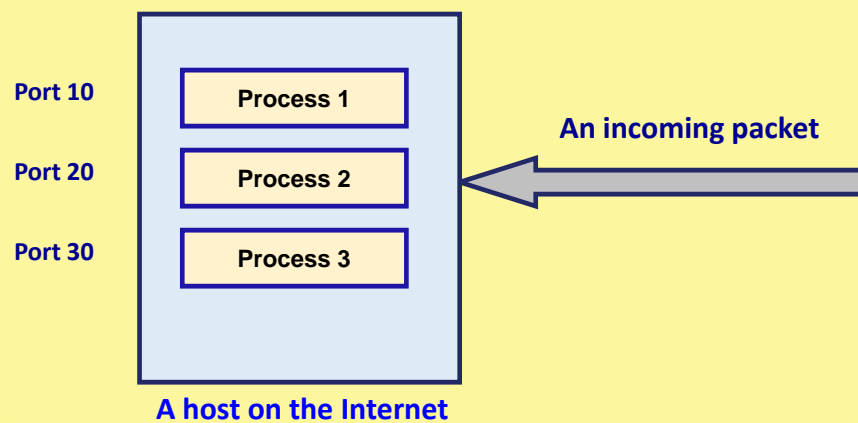 Port 10
Process 1
An incoming packet
Port 20
Process 2
Port 30
Process 3
A host on the Internet